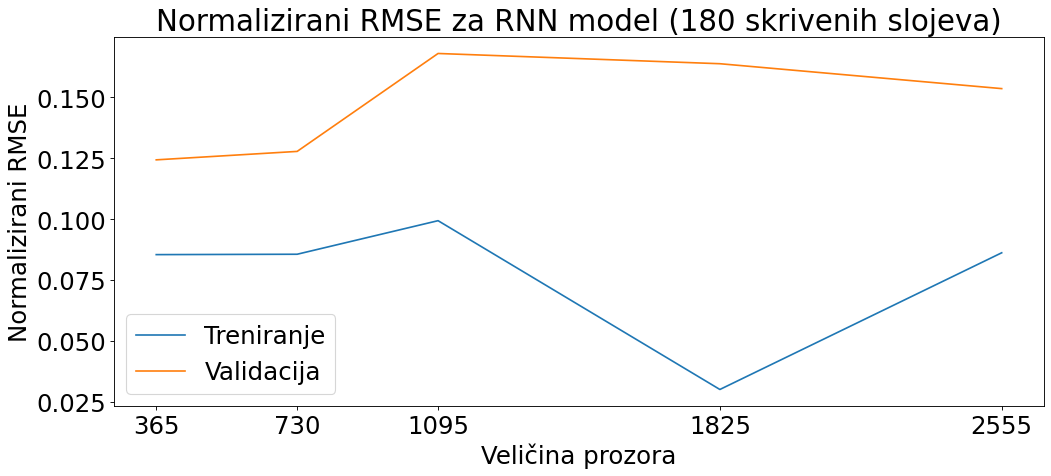 Normalizirani RMSE za RNN model (180 skrivenih slojeva)
Normalizirani RMSE
0.150
0.125
0.100
0.075
0.050
0.025
Treniranje
Validacija
365 730 1095 1825 2555
Veličina prozora